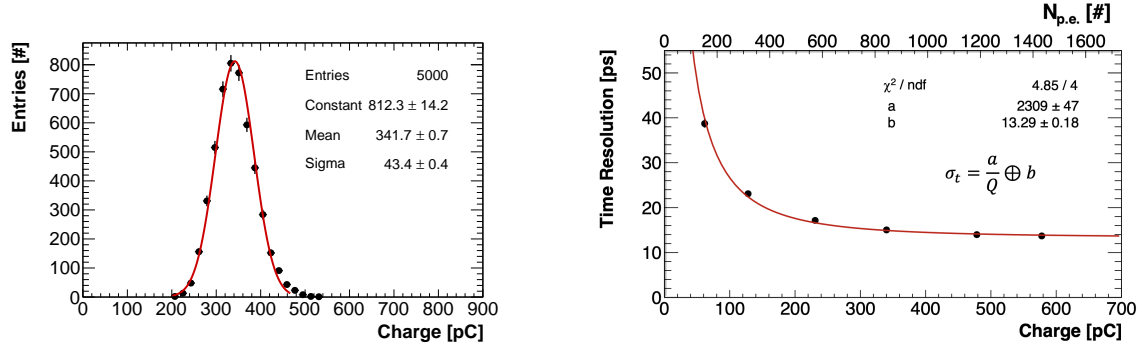 Entries [#]
800
700
600
500
400
300
200
100
0
0 100 200 300 400 500 600 700 800 900
Charge [pC]
Entries 5000
Constant 812.3 ± 14.2
Mean 341.7 ± 0.7
Sigma 43.4 ± 0.4
N_p.e. [#]
0 200 400 600 800 1000 1200 1400 1600
Time Resolution [ps]
50
40
30
20
10
0
χ² / ndf 4.85 / 4
a 2309 ± 47
b 13.29 ± 0.18
σ_t = a/Q ⊕ b
0 100 200 300 400 500 600 700
Charge [pC]